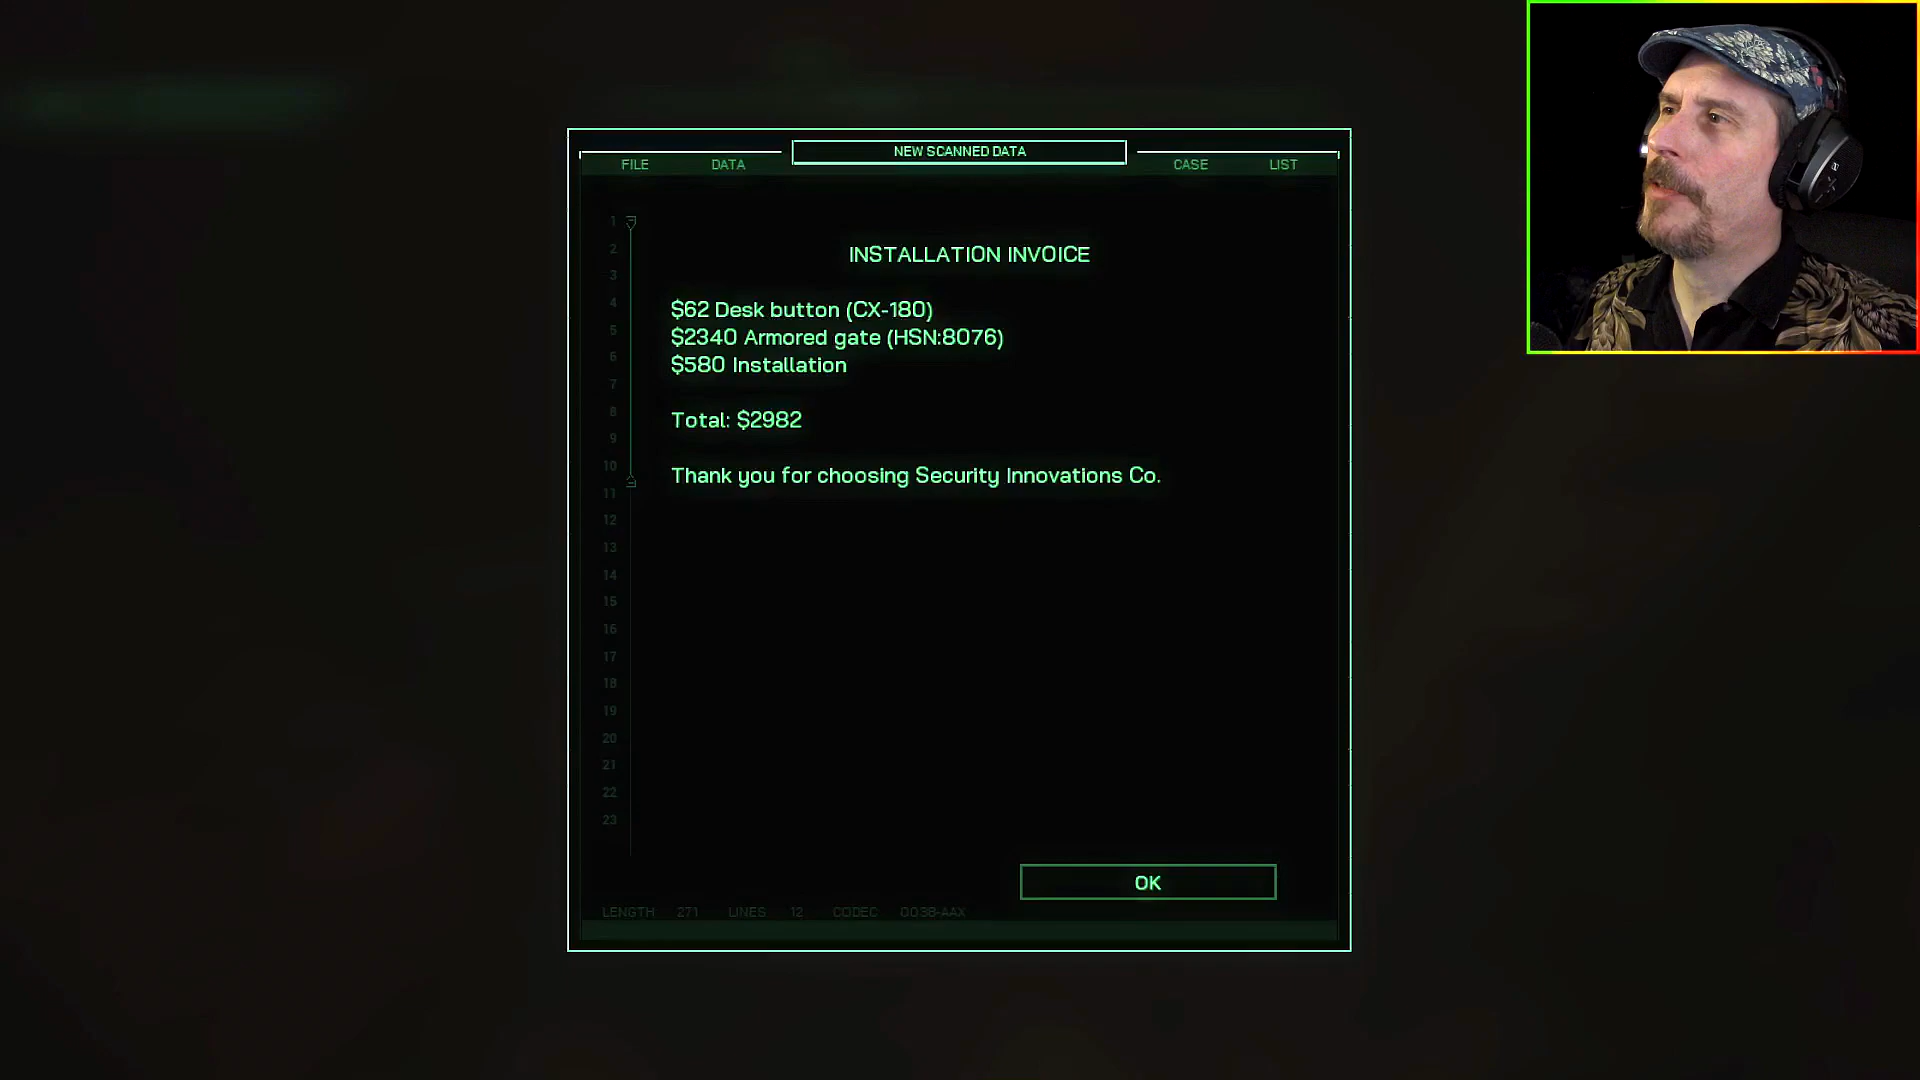 NEW SCANNED DATA
FILE DATA CASE LIST
1
2
3
4
5
6
7
8
9
10
11
12
13
14
15
16
17
18
19
20
21
22
23
INSTALLATION INVOICE
$62 Desk button (CX-180)
$2340 Armored gate (HSN:8076)
$580 Installation
Total: $2982
Thank you for choosing Security Innovations Co.
OK
LENGTH 271 LINES 12 CODEC 0038-AAX